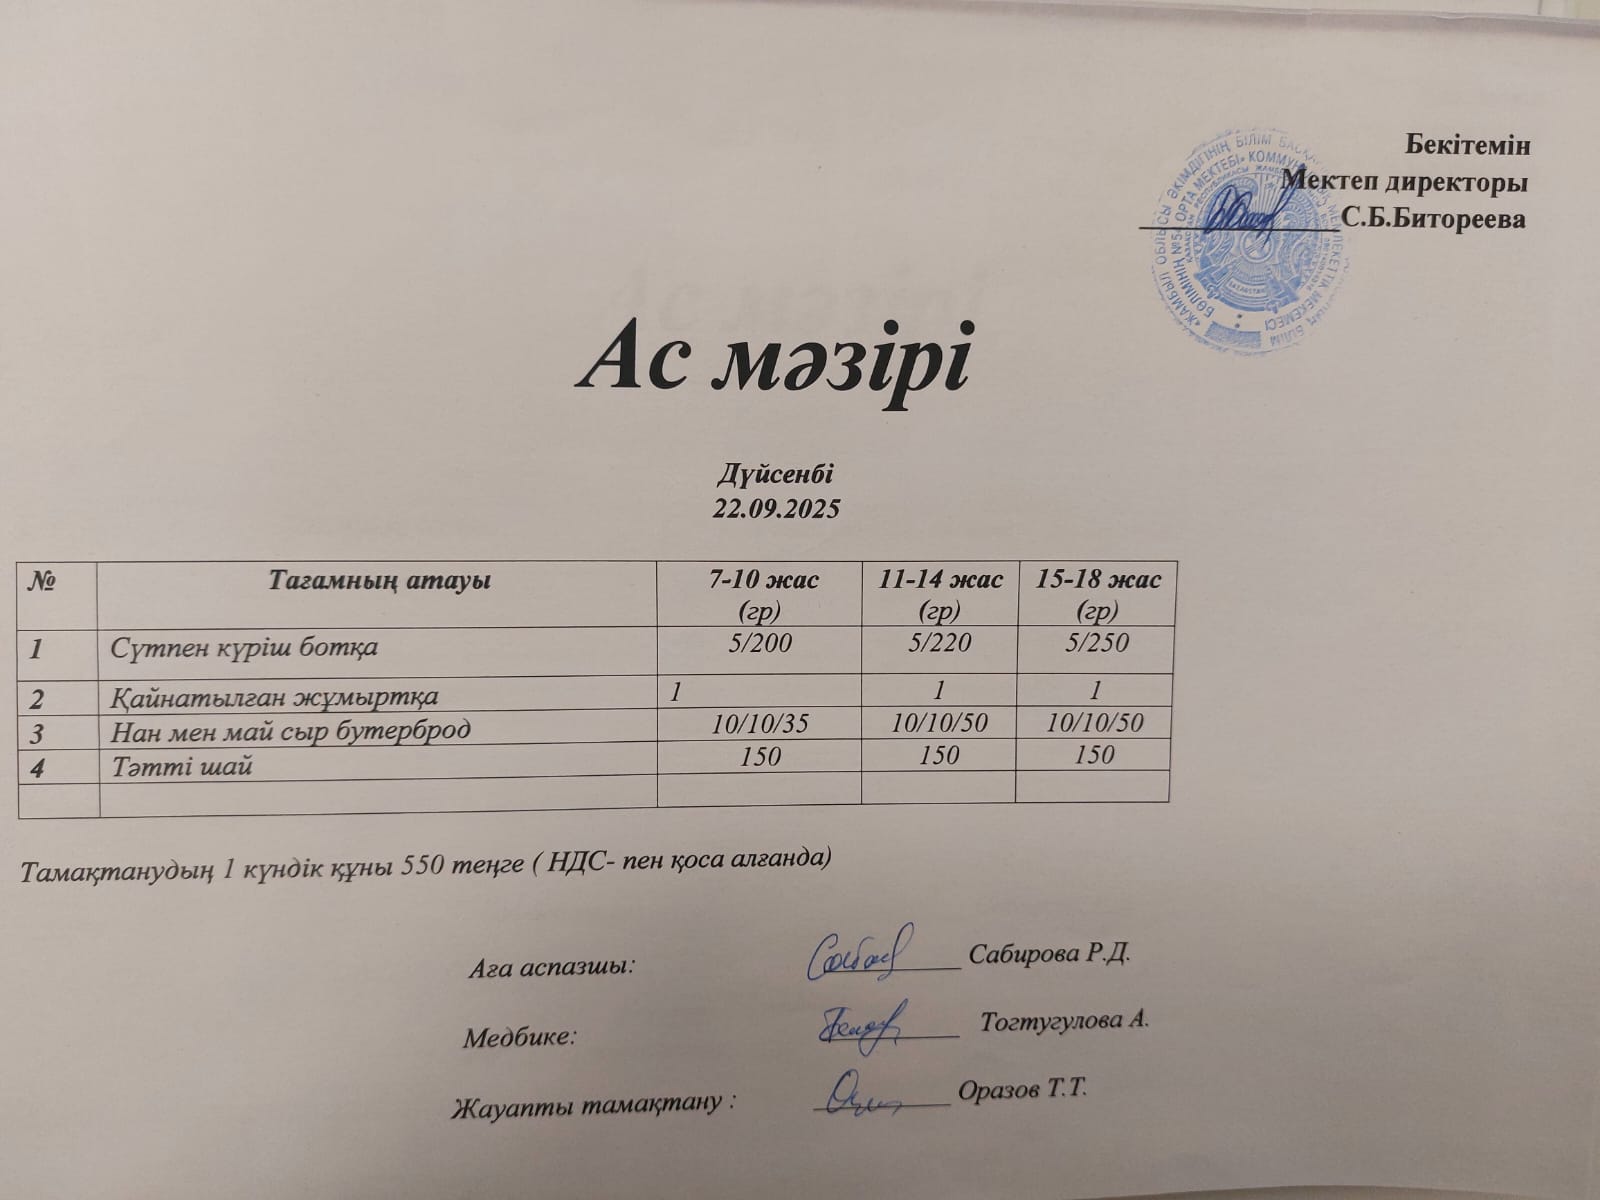 Бекітемін
Мектеп директоры
С.Б.Битореева
Ас мәзірі
Дүйсенбі
22.09.2025
№ Тағамның атауы 7-10 жас (гр) 11-14 жас (гр) 15-18 жас (гр)
1 Сүтпен күріш ботқа 5/200 5/220 5/250
2 Қайнатылған жұмыртқа 1 1 1
3 Нан мен май сыр бутерброд 10/10/35 10/10/50 10/10/50
4 Тәтті шай 150 150 150
Тамақтанудың 1 күндік құны 550 теңге ( НДС- пен қоса алғанда)
Аға аспазшы: Сабирова Р.Д.
Медбике: Тогтугулова А.
Жауапты тамақтану : Оразов Т.Т.